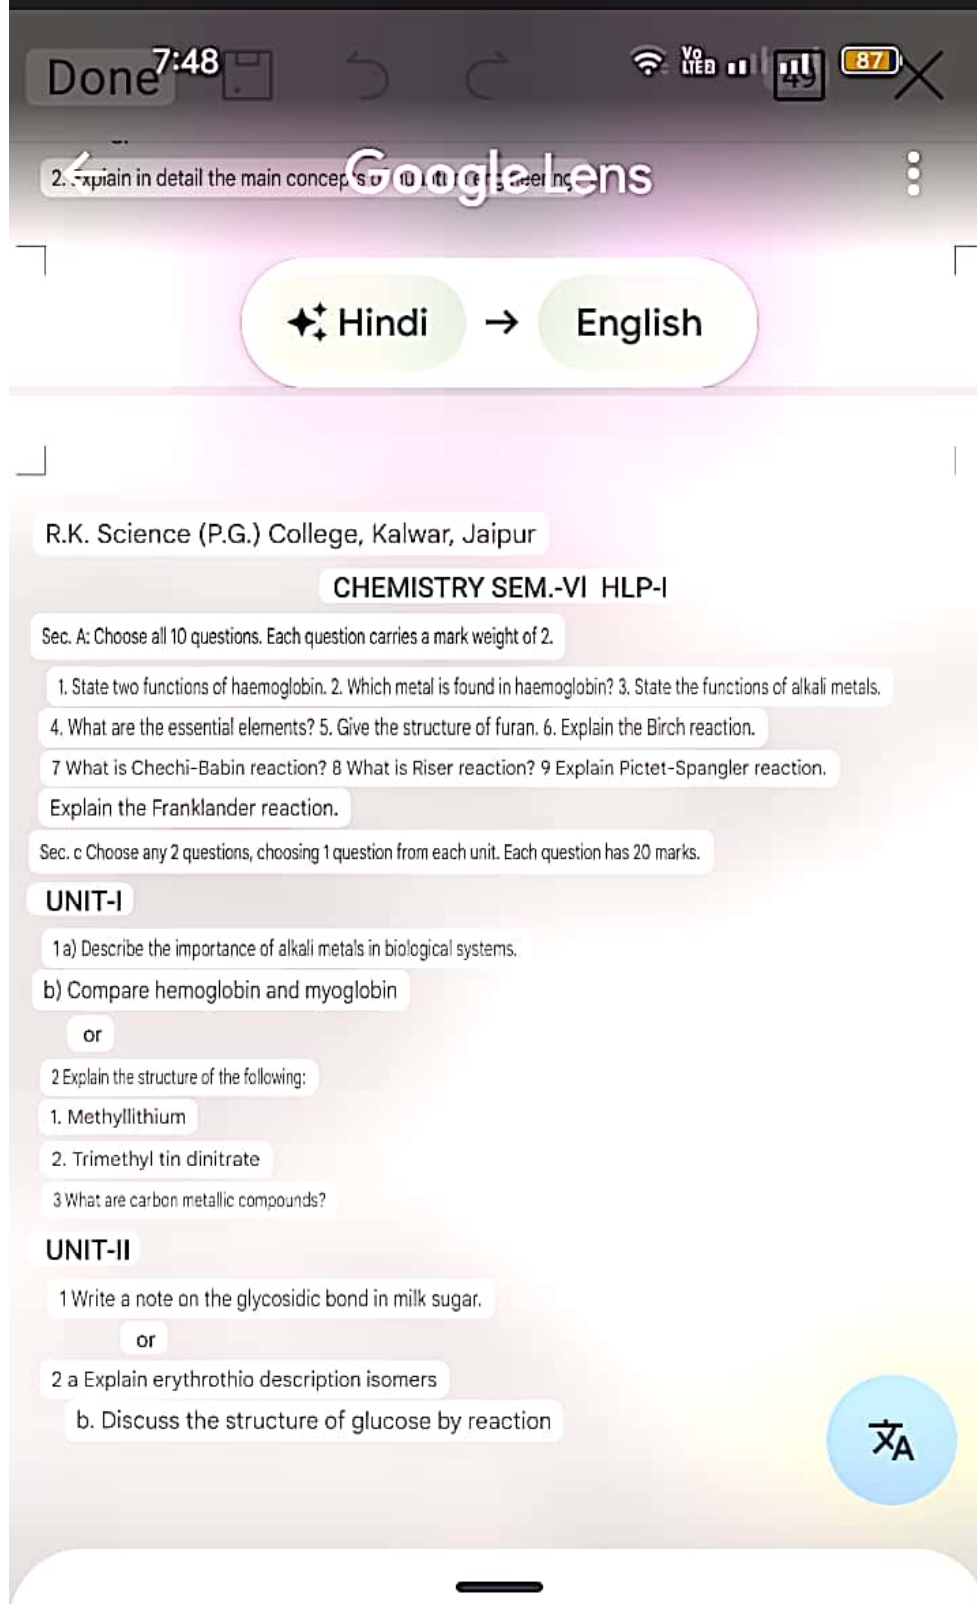 Done
7:48
Vo LTE
49
87
Google Lens
2. Explain in detail the main concepts of
Hindi → English
R.K. Science (P.G.) College, Kalwar, Jaipur
CHEMISTRY SEM.-VI HLP-I
Sec. A: Choose all 10 questions. Each question carries a mark weight of 2.
1. State two functions of haemoglobin. 2. Which metal is found in haemoglobin? 3. State the functions of alkali metals.
4. What are the essential elements? 5. Give the structure of furan. 6. Explain the Birch reaction.
7 What is Chechi-Babin reaction? 8 What is Riser reaction? 9 Explain Pictet-Spangler reaction.
Explain the Franklander reaction.
Sec. c Choose any 2 questions, choosing 1 question from each unit. Each question has 20 marks.
UNIT-I
1 a) Describe the importance of alkali metals in biological systems.
b) Compare hemoglobin and myoglobin
or
2 Explain the structure of the following:
1. Methyllithium
2. Trimethyl tin dinitrate
3 What are carbon metallic compounds?
UNIT-II
1 Write a note on the glycosidic bond in milk sugar.
or
2 a Explain erythrothio description isomers
b. Discuss the structure of glucose by reaction
文A